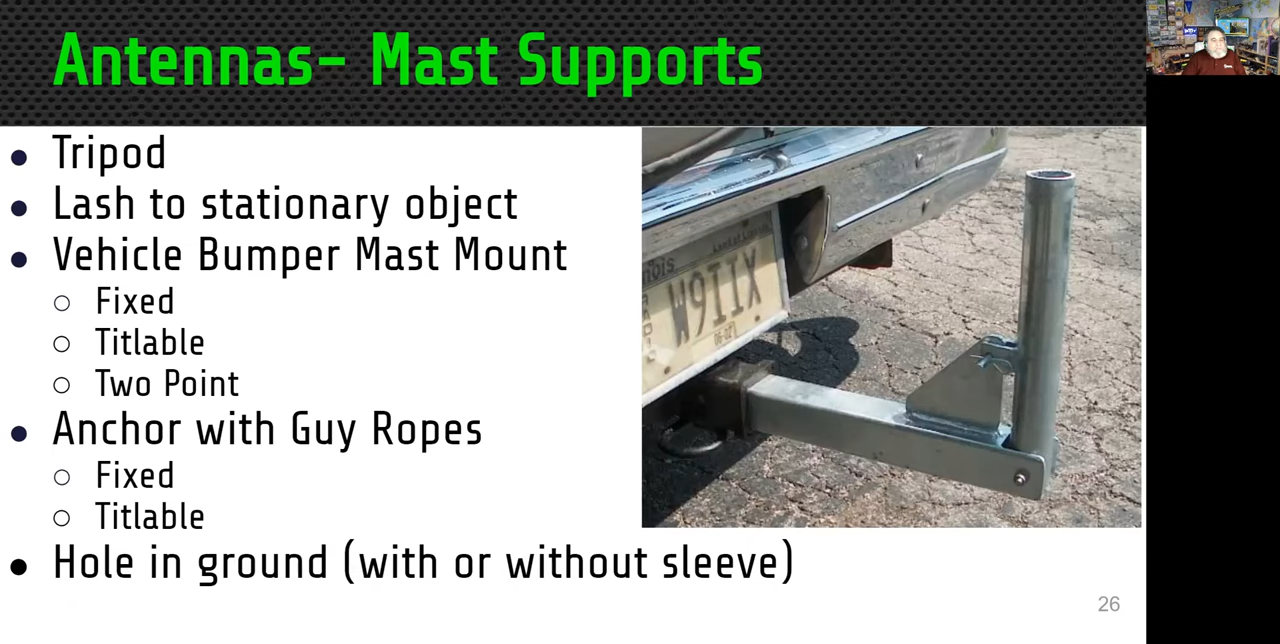 Antennas- Mast Supports
Tripod
Lash to stationary object
Vehicle Bumper Mast Mount
Fixed
Titlable
Two Point
Anchor with Guy Ropes
Fixed
Titlable
Hole in ground (with or without sleeve)
nois
W9IIX
26